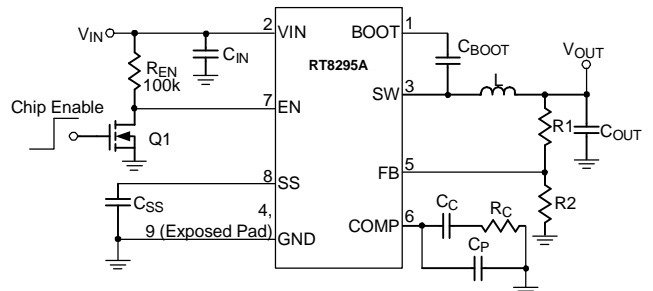 VIN
2
VIN
BOOT
1
CIN
CBOOT
VOUT
REN
100k
RT8295A
SW
3
L
Chip Enable
7
EN
Q1
R1
COUT
FB
5
8
SS
CSS
R2
4,
9 (Exposed Pad)
GND
COMP
6
CC
RC
CP